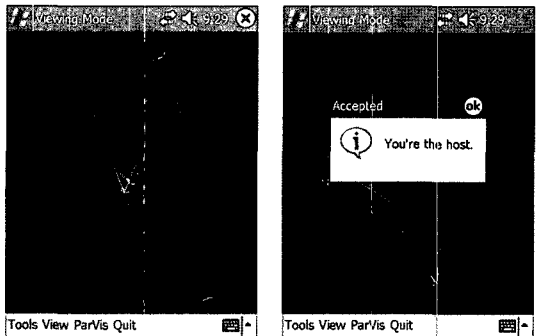 Viewing Mode 9:29
Tools View ParVis Quit
Viewing Mode 9:29
Accepted ok
You're the host.
Tools View ParVis Quit